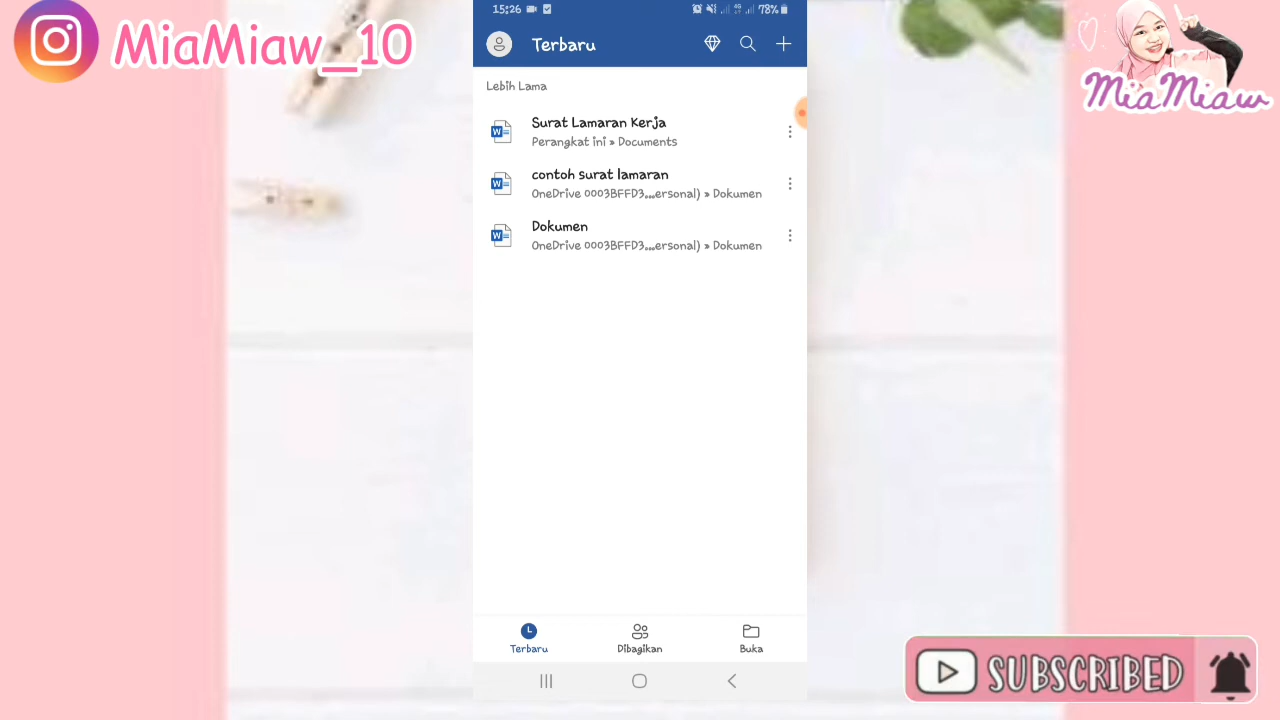 MiaMiaw_10
15:26
78%
Terbaru
Lebih Lama
Surat Lamaran Kerja
Perangkat ini » Documents
contoh surat lamaran
OneDrive 0003BFFD3...ersonal) » Dokumen
Dokumen
OneDrive 0003BFFD3...ersonal) » Dokumen
Terbaru
Dibagikan
Buka
MiaMiaw
SUBSCRIBED